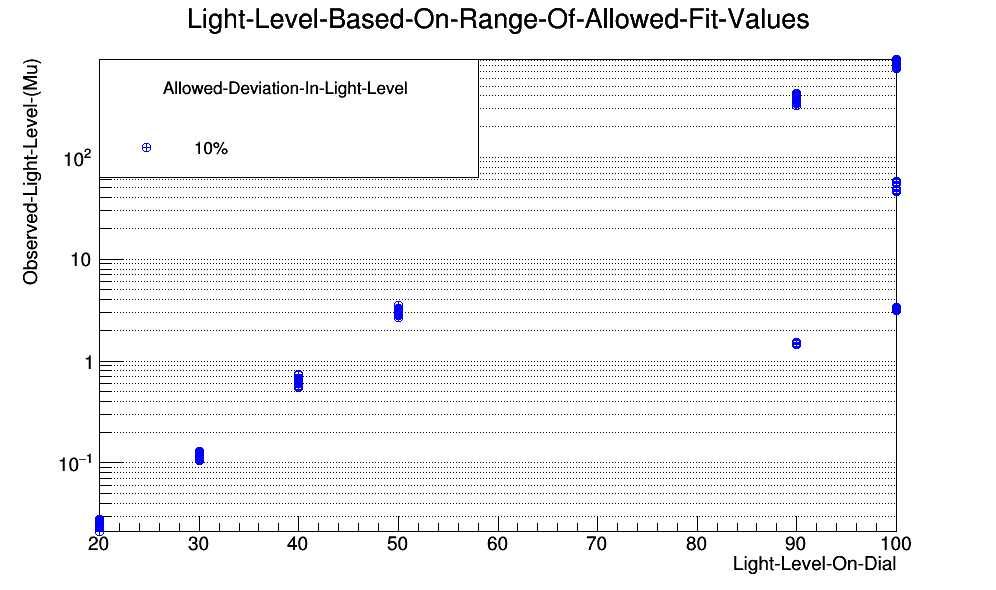 Light-Level-Based-On-Range-Of-Allowed-Fit-Values
Observed-Light-Level-(Mu)
Allowed-Deviation-In-Light-Level
10%
10²
10
1
10⁻¹
20 30 40 50 60 70 80 90 100
Light-Level-On-Dial